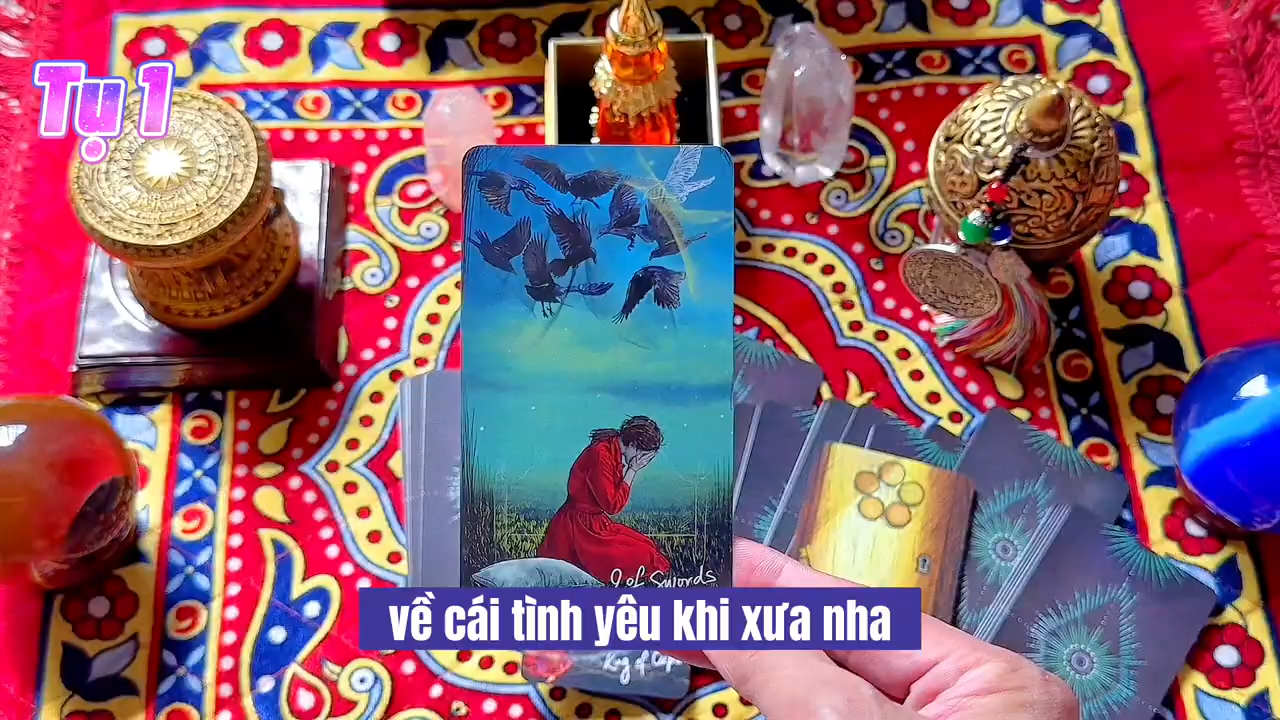 Tụ 1
9 of Swords
về cái tình yêu khi xưa nha
King of Cups